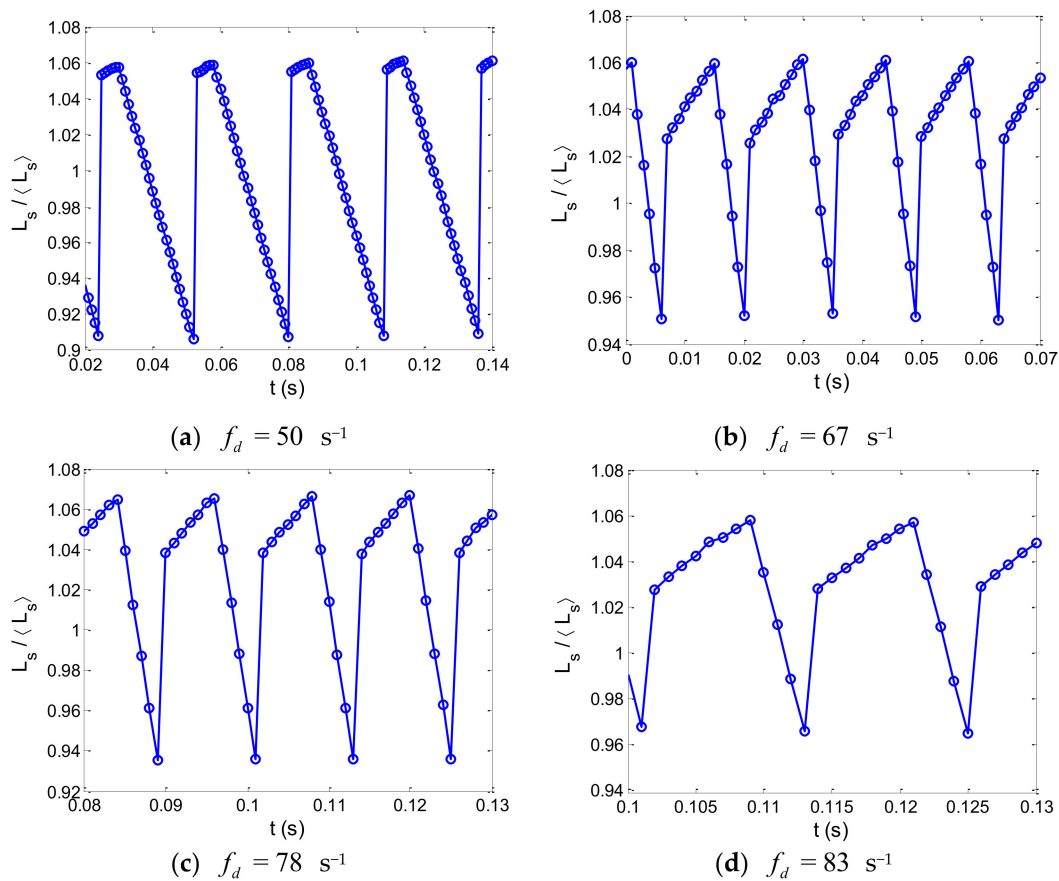 1.08
1.06
1.04
1.02
1
0.98
0.96
0.94
0.92
0.9
L_s / ⟨ L_s⟩
0.02 0.04 0.06 0.08 0.1 0.12 0.14
t (s)
(a) f_d = 50 s⁻¹
1.08
1.06
1.04
1.02
1
0.98
0.96
0.94
L_s / ⟨ L_s⟩
0 0.01 0.02 0.03 0.04 0.05 0.06 0.07
t (s)
(b) f_d = 67 s⁻¹
1.08
1.06
1.04
1.02
1
0.98
0.96
0.94
0.92
L_s / ⟨ L_s⟩
0.08 0.09 0.1 0.11 0.12 0.13
t (s)
(c) f_d = 78 s⁻¹
1.08
1.06
1.04
1.02
1
0.98
0.96
0.94
L_s / ⟨ L_s⟩
0.1 0.105 0.11 0.115 0.12 0.125 0.13
t (s)
(d) f_d = 83 s⁻¹